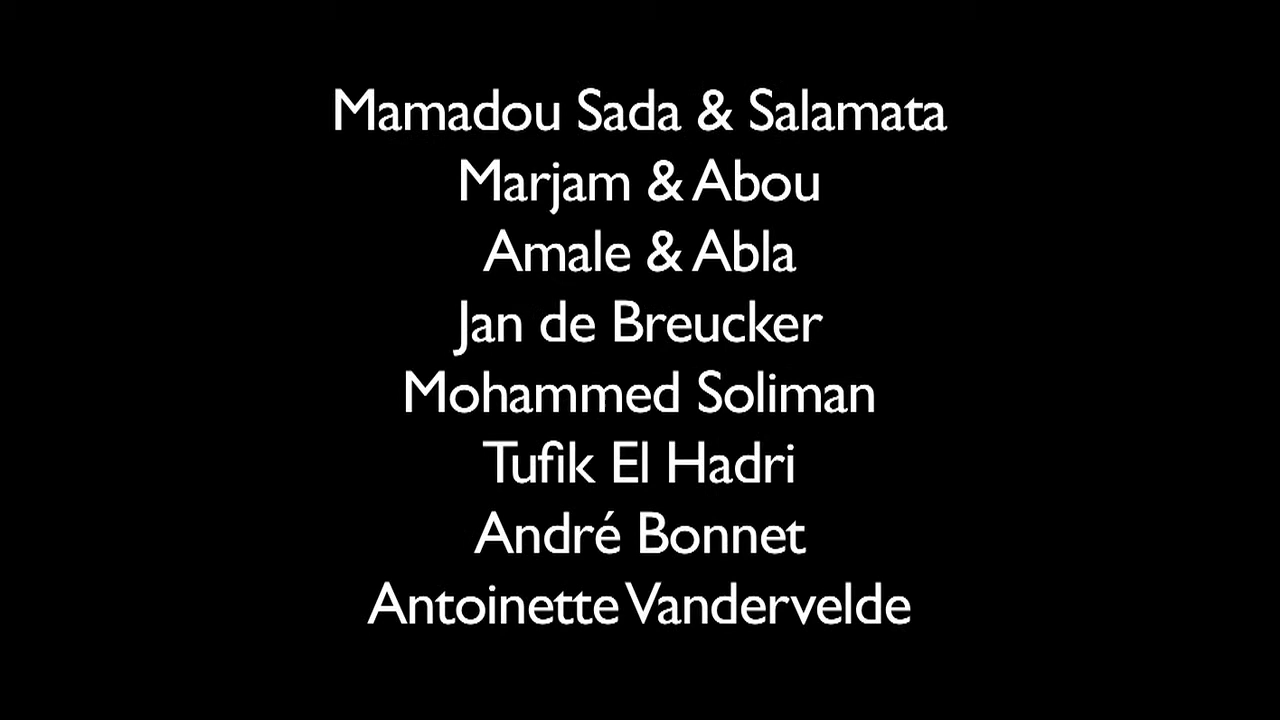 Mamadou Sada & Salamata
Marjam & Abou
Amale & Abla
Jan de Breucker
Mohammed Soliman
Tufik El Hadri
André Bonnet
Antoinette Vandervelde